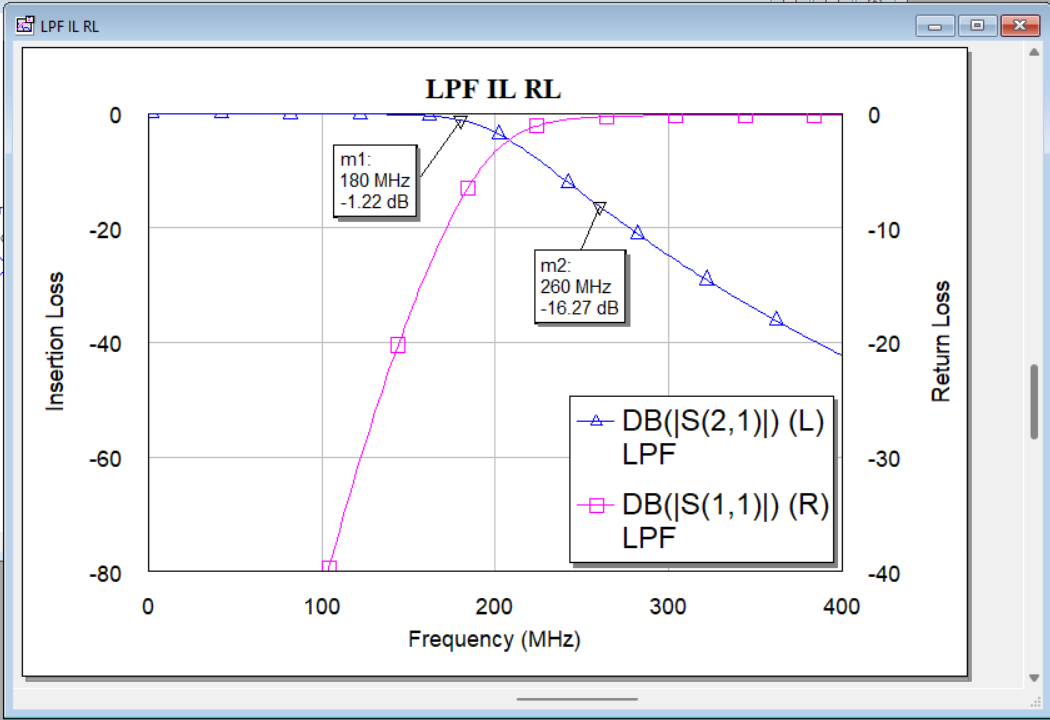 LPF IL RL
LPF IL RL
0
-20
-40
-60
-80
Insertion Loss
m1:
180 MHz
-1.22 dB
m2:
260 MHz
-16.27 dB
DB(|S(2,1)|) (L)
LPF
DB(|S(1,1)|) (R)
LPF
0
-10
-20
-30
-40
Return Loss
0 100 200 300 400
Frequency (MHz)